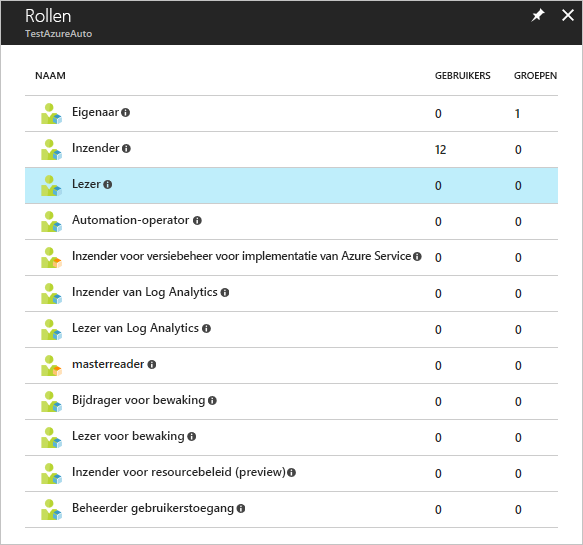 Rollen
TestAzureAuto
NAAM GEBRUIKERS GROEPEN
Eigenaar 0 1
Inzender 12 0
Lezer 0 0
Automation-operator 0 0
Inzender voor versiebeheer voor implementatie van Azure Service 0 0
Inzender van Log Analytics 0 0
Lezer van Log Analytics 0 0
masterreader 0 0
Bijdrager voor bewaking 0 0
Lezer voor bewaking 0 0
Inzender voor resourcebeleid (preview) 0 0
Beheerder gebruikerstoegang 0 0